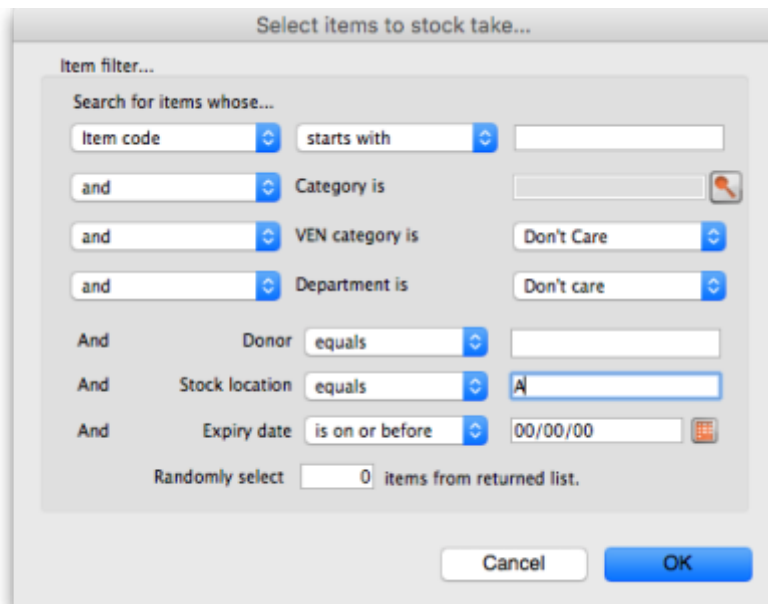 Select items to stock take...
Item filter...
Search for items whose...
Item code starts with
and Category is
and VEN category is Don't Care
and Department is Don't care
And Donor equals
And Stock location equals A
And Expiry date is on or before 00/00/00
Randomly select 0 items from returned list.
Cancel OK